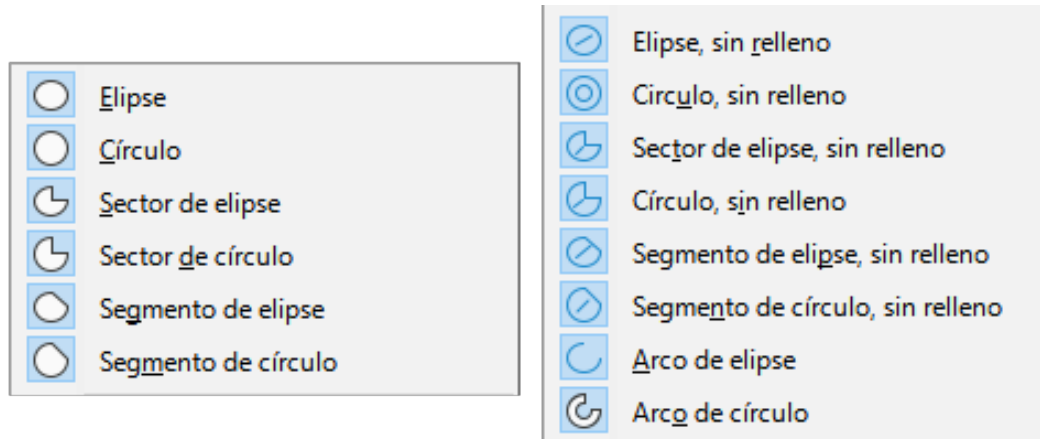 Elipse
Círculo
Sector de elipse
Sector de círculo
Segmento de elipse
Segmento de círculo
Elipse, sin relleno
Circulo, sin relleno
Sector de elipse, sin relleno
Círculo, sin relleno
Segmento de elipse, sin relleno
Segmento de círculo, sin relleno
Arco de elipse
Arco de círculo